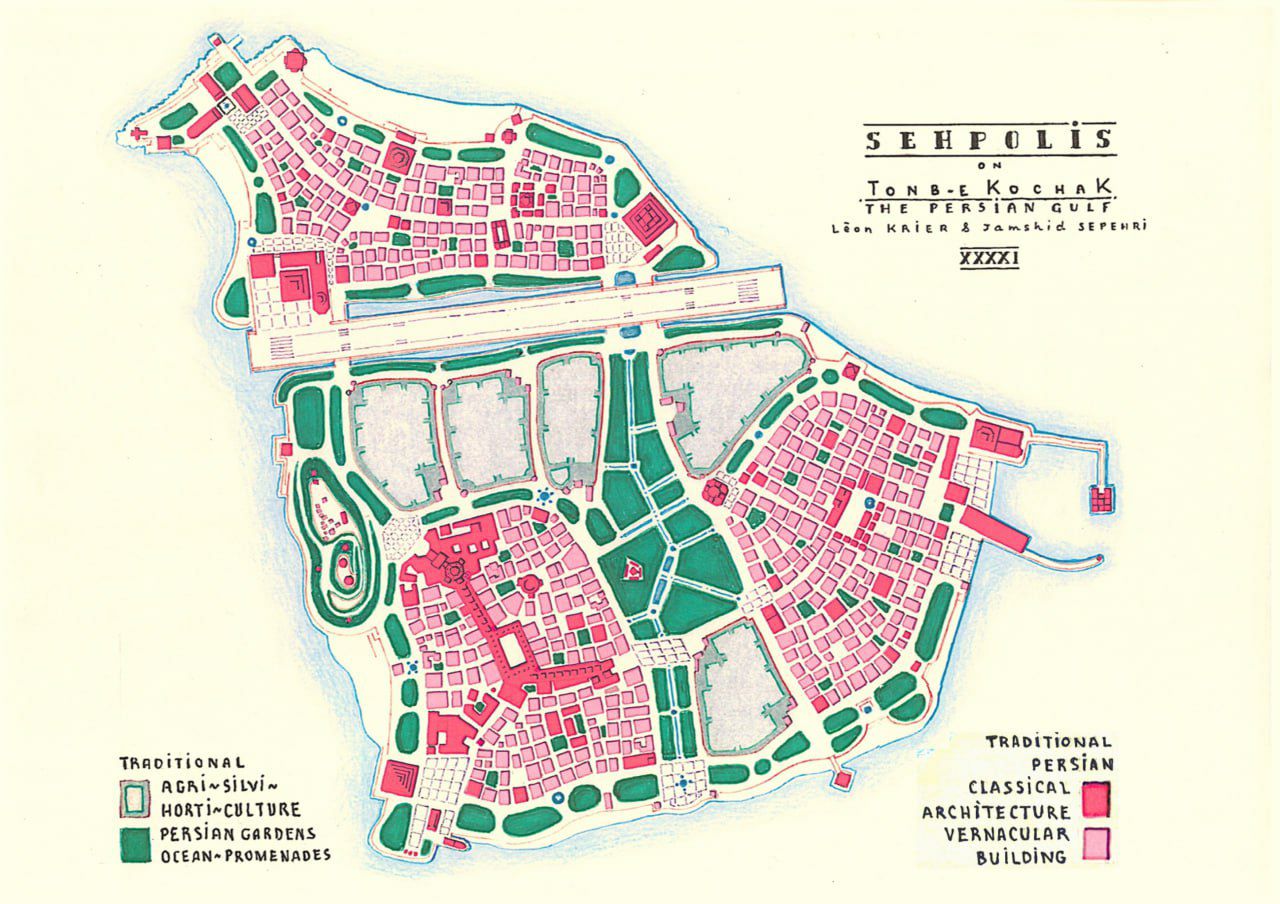 SEHPOLIS
ON
TONB-E KOCHAK
THE PERSIAN GULF
Lèon KRIER & Jamshid SEPEHRI
XXXXI
TRADITIONAL
AGRI~SILVI~
HORTI~CULTURE
PERSIAN GARDENS
OCEAN~PROMENADES
TRADITIONAL
PERSIAN
CLASSICAL
ARCHITECTURE
VERNACULAR
BUILDING